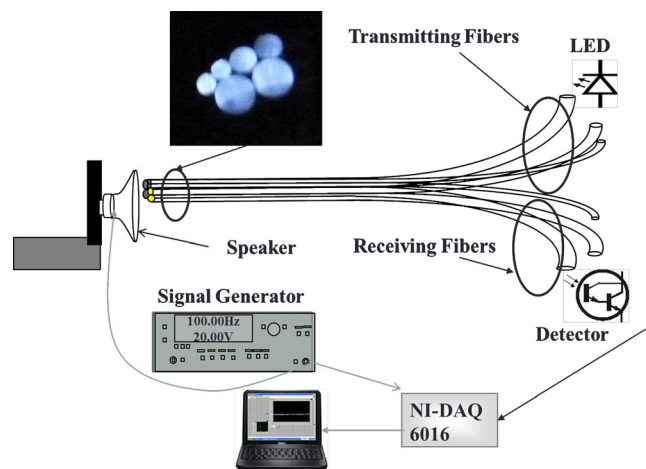 Transmitting Fibers
LED
Speaker
Receiving Fibers
Signal Generator
100.00Hz
20.00V
Detector
NI-DAQ
6016